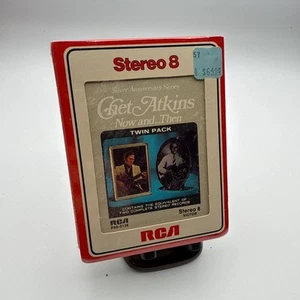 Stereo 8
Silver Anniversary Series
Chet Atkins
Now and...Then
TWIN PACK
CONTAINS THE EQUIVALENT OF
TWO COMPLETE STEREO RECORDS
RCA
Stereo 8
VICTOR
RCA